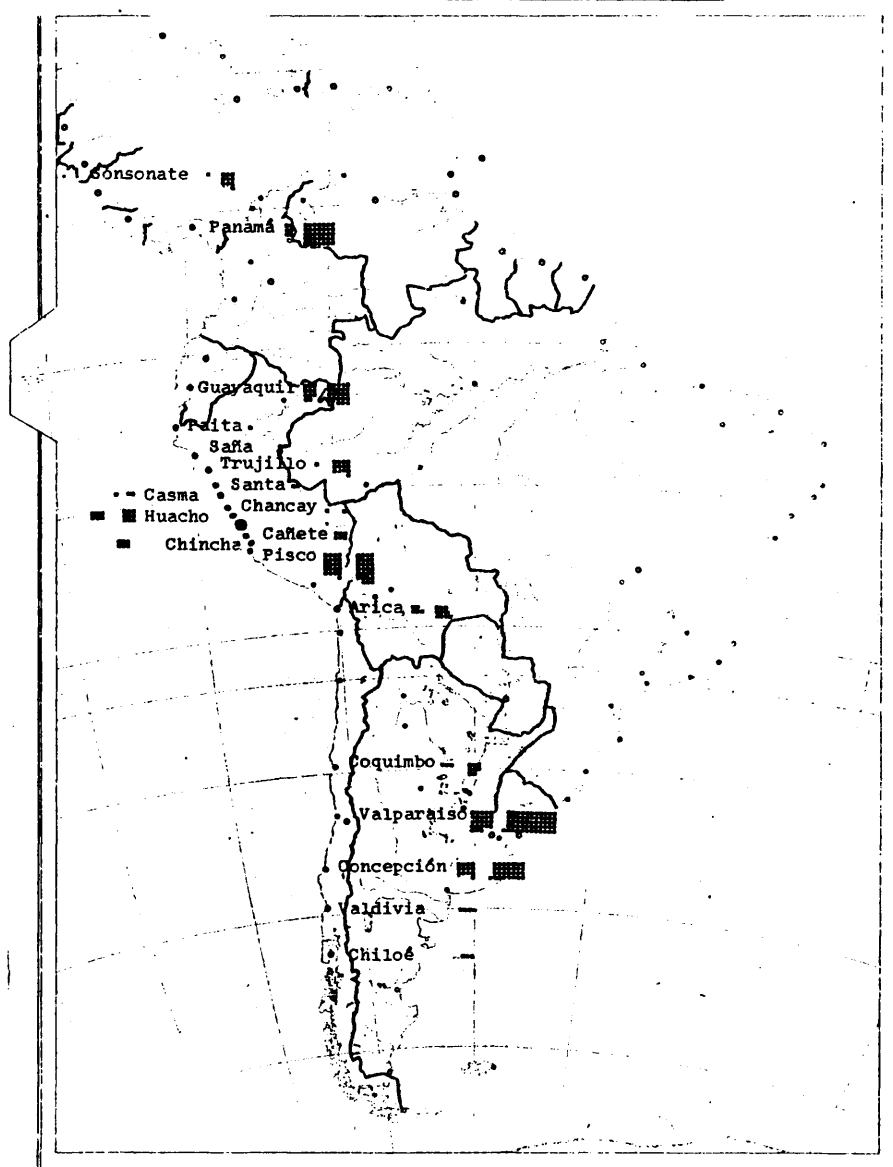 Sonsonate
Panamá
Guayaquil
Paita
Saña
Trujillo
Santa
Casma
Chancay
Huacho
Cañete
Chincha
Pisco
Arica
Coquimbo
Valparaiso
Concepción
Valdivia
Chiloé